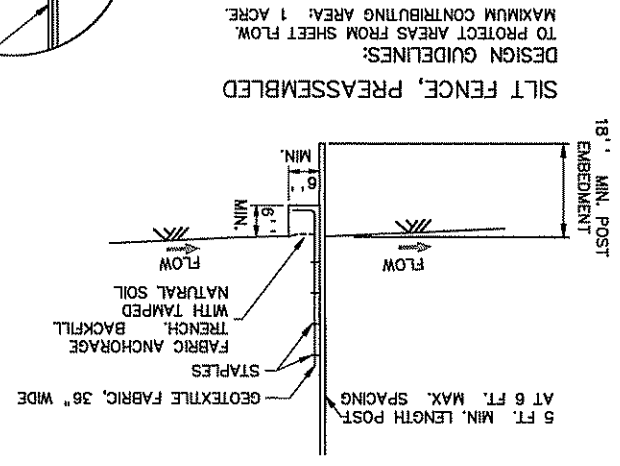 5 FT. MIN. LENGTH POST
AT 6 FT. MAX. SPACING
GEOTEXTILE FABRIC, 36" WIDE
STAPLES
FABRIC ANCHORAGE
TRENCH. BACKFILL
WITH TAMPED
NATURAL SOIL
FLOW
FLOW
6''
MIN.
6''
MIN.
18'' MIN. POST
EMBEDMENT
SILT FENCE, PREASSEMBLED
DESIGN GUIDELINES:
TO PROTECT AREAS FROM SHEET FLOW.
MAXIMUM CONTRIBUTING AREA: 1 ACRE.